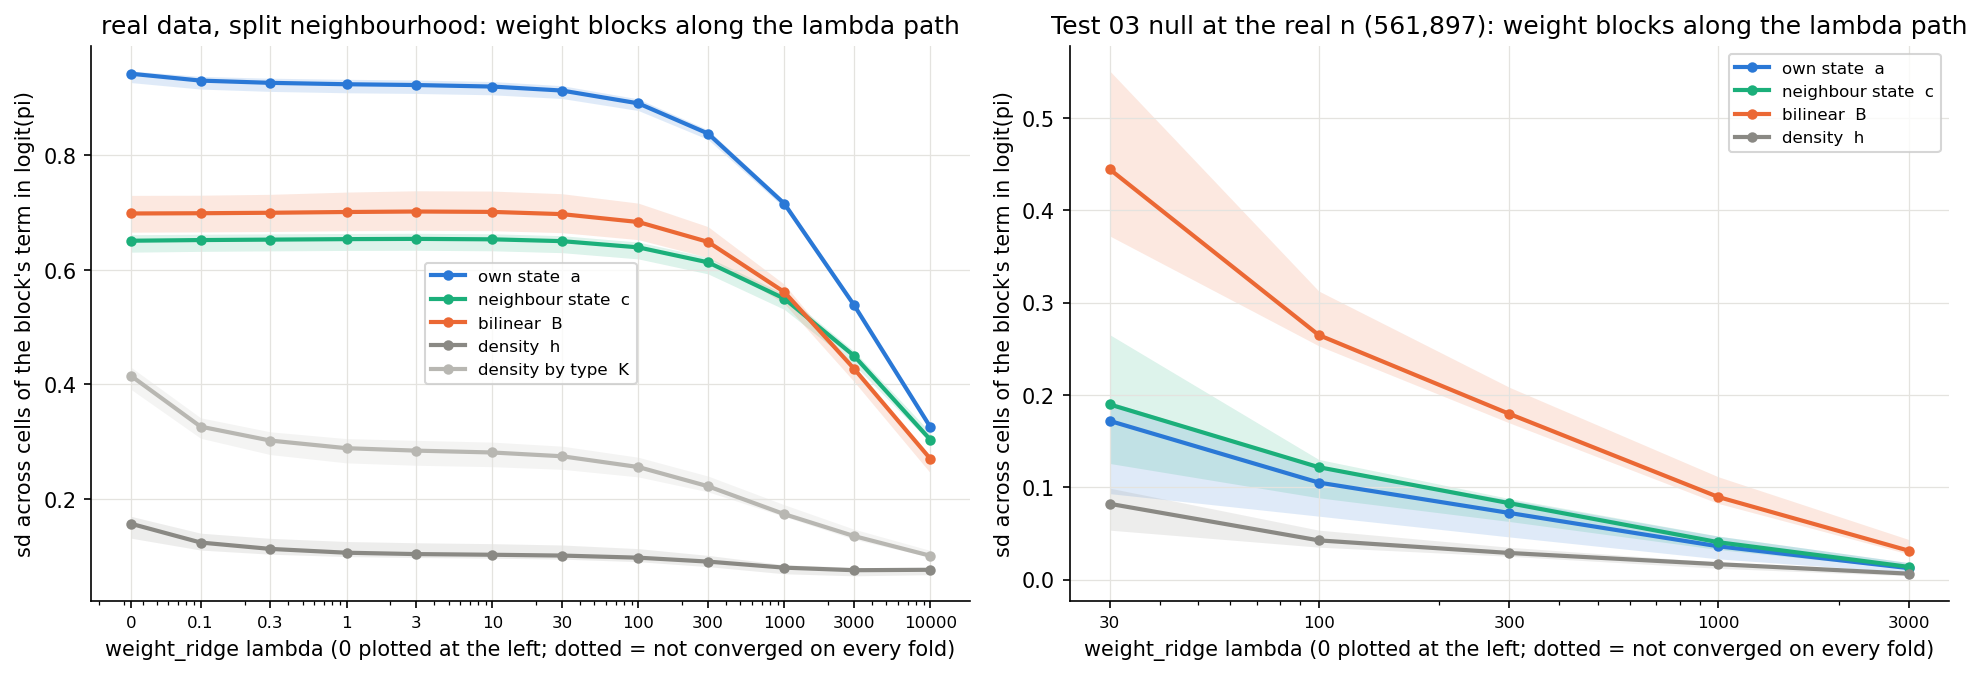 real data, split neighbourhood: weight blocks along the lambda path
sd across cells of the block's term in logit(pi)
0.8
0.6
0.4
0.2
own state  a
neighbour state  c
bilinear  B
density  h
density by type  K
0 0.1 0.3 1 3 10 30 100 300 1000 3000 10000
weight_ridge lambda (0 plotted at the left; dotted = not converged on every fold)
Test 03 null at the real n (561,897): weight blocks along the lambda path
sd across cells of the block's term in logit(pi)
0.5
0.4
0.3
0.2
0.1
0.0
own state  a
neighbour state  c
bilinear  B
density  h
30 100 300 1000 3000
weight_ridge lambda (0 plotted at the left; dotted = not converged on every fold)